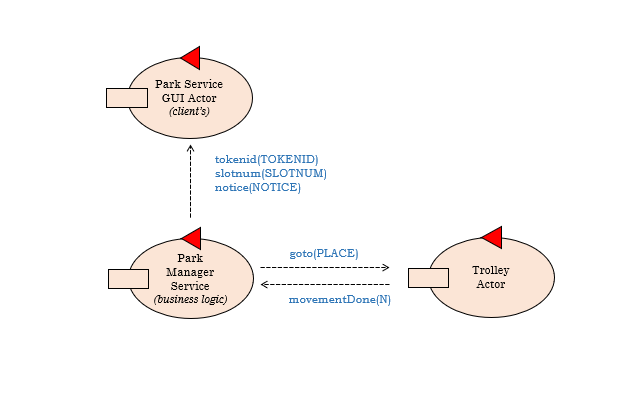 Park Service
GUI Actor
(client's)
tokenid(TOKENID)
slotnum(SLOTNUM)
notice(NOTICE)
Park
Manager
Service
(business logic)
goto(PLACE)
movementDone(N)
Trolley
Actor